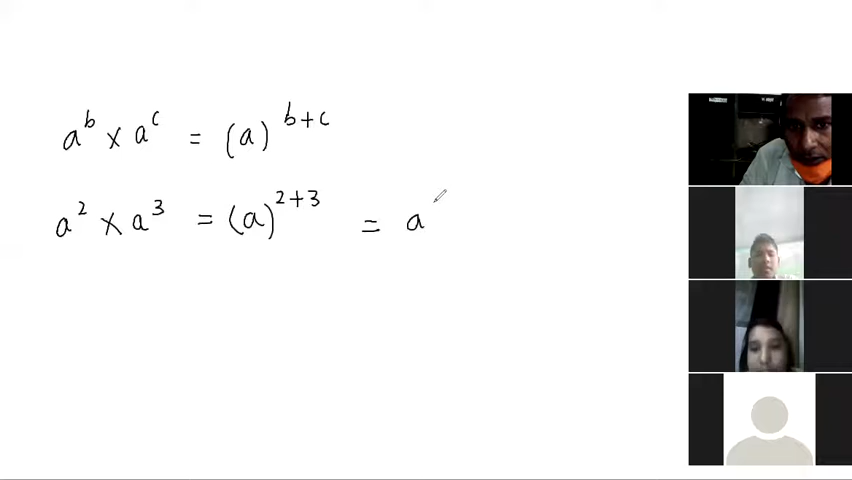 a^b × a^c = (a)^b+c
a^2 × a^3 = (a)^2+3 = a